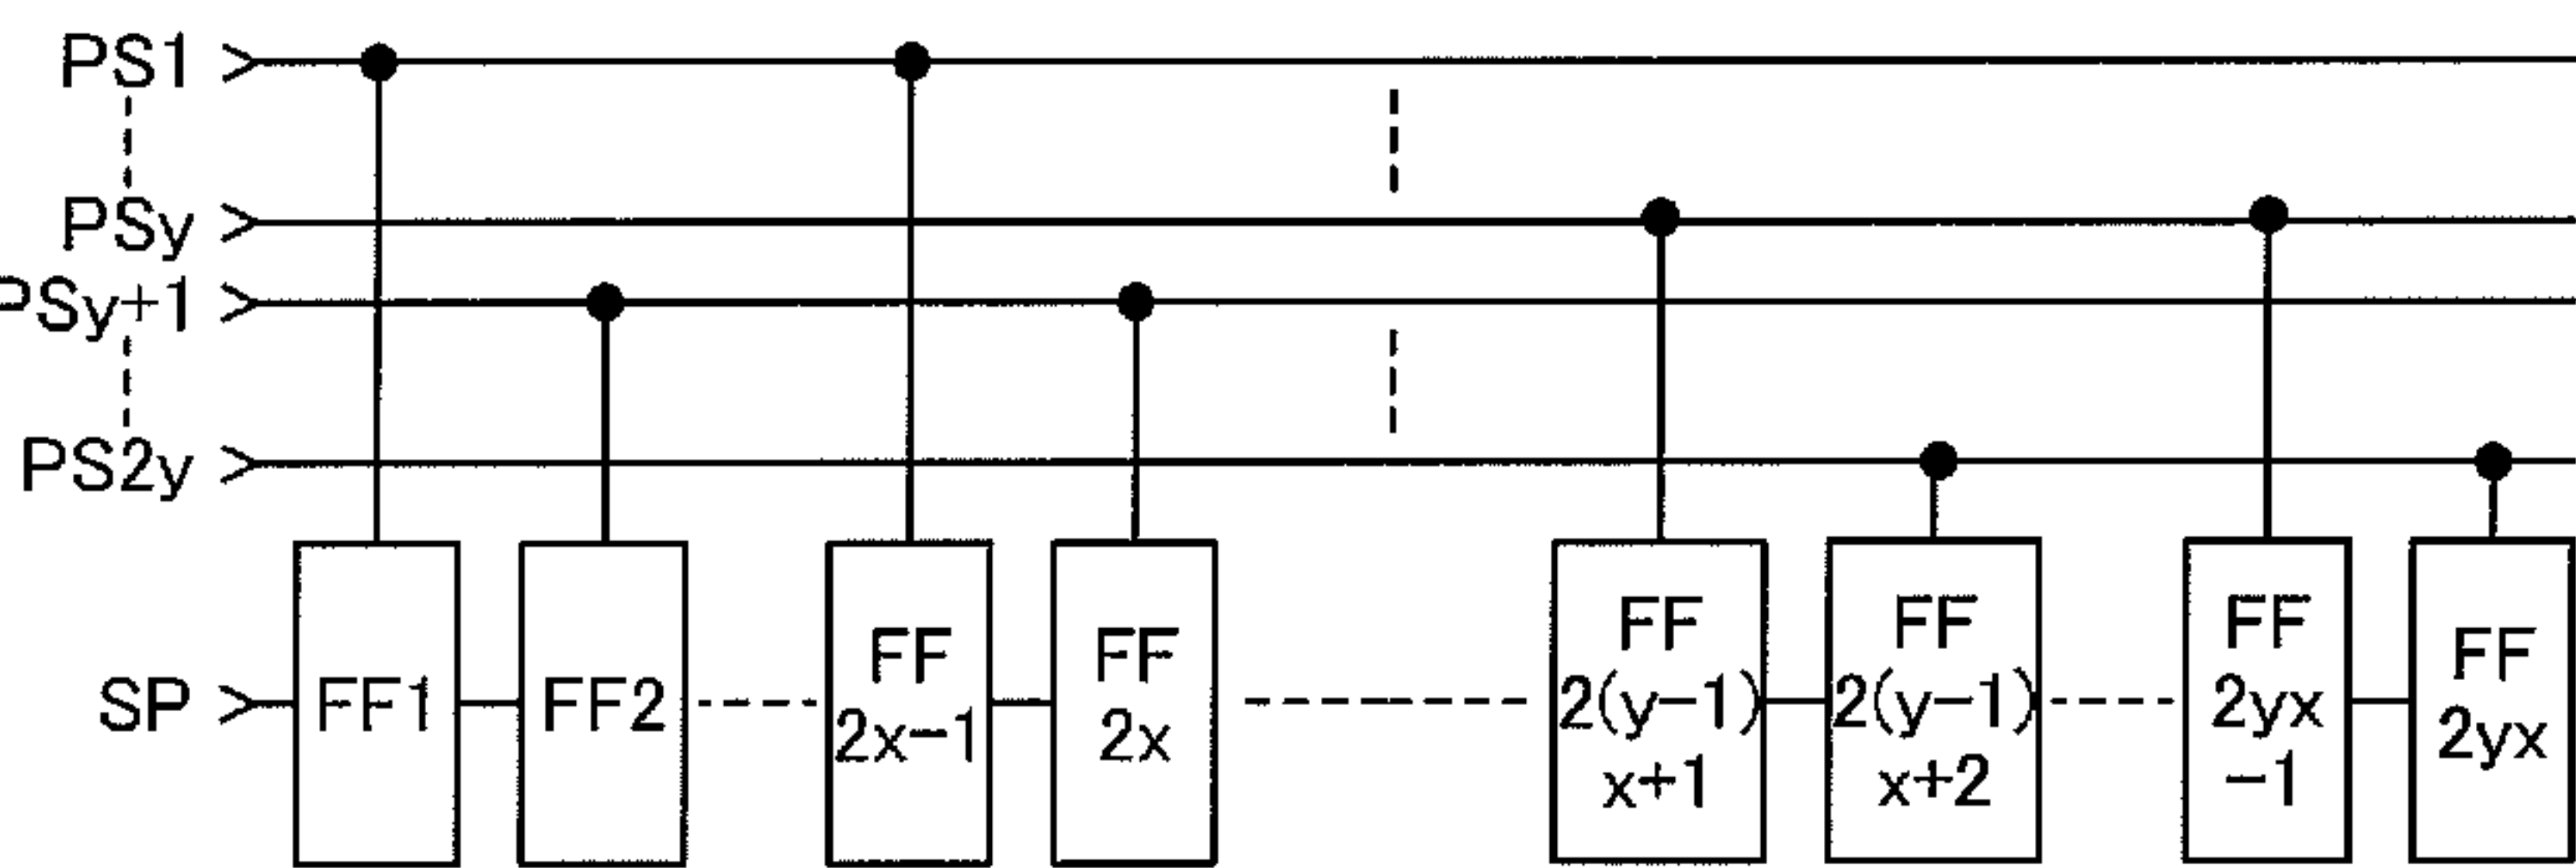 PS1
PSy
PSy+1
PS2y
SP
FF1
FF2
FF
2x-1
FF
2x
FF
2(y-1)
x+1
FF
2(y-1)
x+2
FF
2yx
-1
FF
2yx